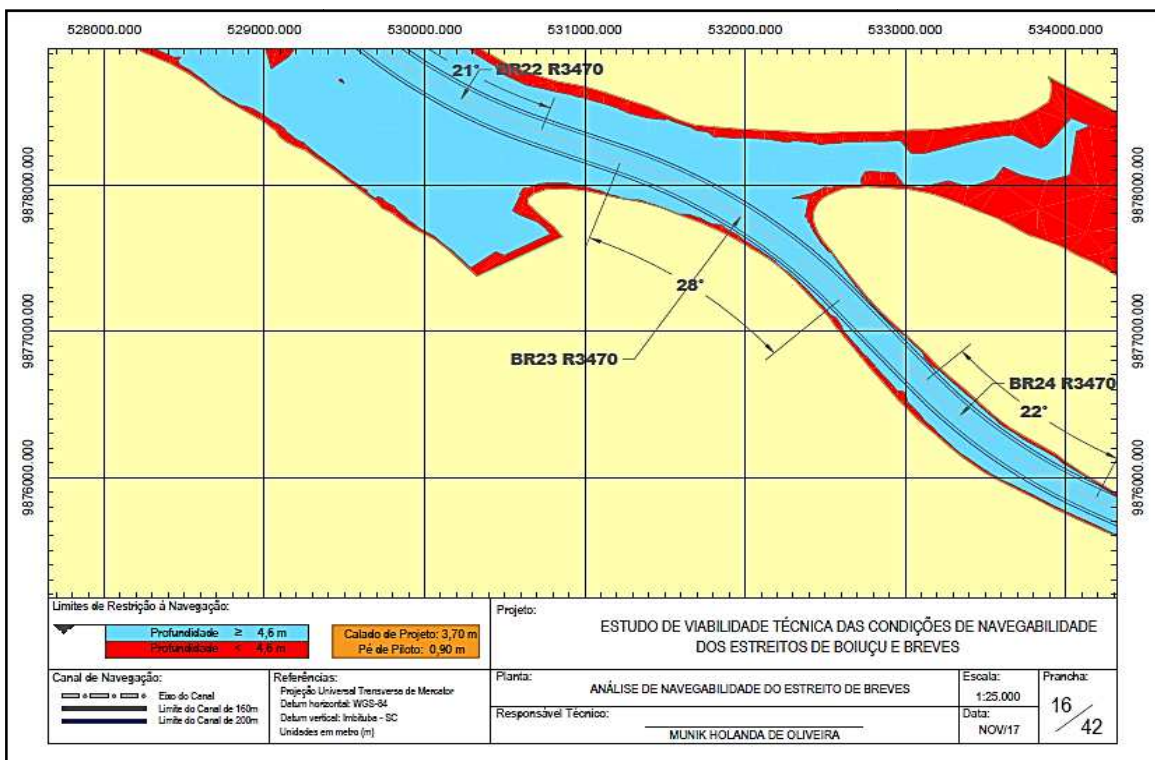 528000.000 529000.000 530000.000 531000.000 532000.000 533000.000 534000.000
21°
BR22 R3470
9878000.000
9878000.000
28°
9877000.000
9877000.000
BR23 R3470
BR24 R3470
22°
9876000.000
9876000.000
Limites de Restrição à Navegação:
Profundidade ≥ 4,6 m
Profundidade < 4,6 m
Calado de Projeto: 3,70 m
Pé de Piloto: 0,90 m
Canal de Navegação:
Eixo do Canal
Limite do Canal de 160m
Limite do Canal de 200m
Referências:
Projeção Universal Transversa de Mercator
Datum horizontal: WGS-84
Datum vertical: Imbituba - SC
Unidades em metro (m)
Projeto:
ESTUDO DE VIABILIDADE TÉCNICA DAS CONDIÇÕES DE NAVEGABILIDADE
DOS ESTREITOS DE BOIUÇU E BREVES
Planta:
ANÁLISE DE NAVEGABILIDADE DO ESTREITO DE BREVES
Responsável Técnico:
MUNIK HOLANDA DE OLIVEIRA
Escala:
1:25.000
Data:
NOV/17
Prancha:
16/42